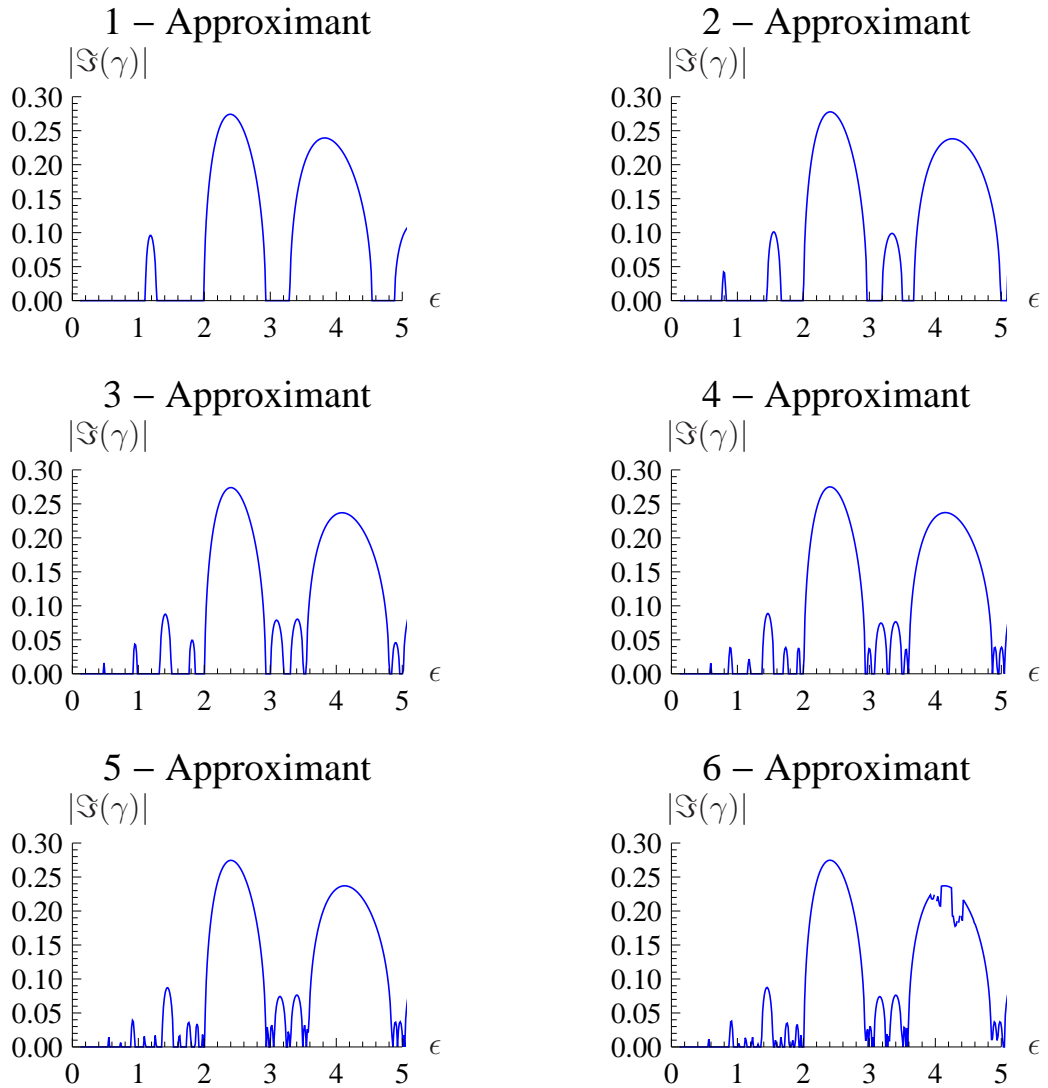 1 – Approximant
|ℑ(γ)|
0.30
0.25
0.20
0.15
0.10
0.05
0.00
0 1 2 3 4 5 ϵ
2 – Approximant
|ℑ(γ)|
0.30
0.25
0.20
0.15
0.10
0.05
0.00
0 1 2 3 4 5 ϵ
3 – Approximant
|ℑ(γ)|
0.30
0.25
0.20
0.15
0.10
0.05
0.00
0 1 2 3 4 5 ϵ
4 – Approximant
|ℑ(γ)|
0.30
0.25
0.20
0.15
0.10
0.05
0.00
0 1 2 3 4 5 ϵ
5 – Approximant
|ℑ(γ)|
0.30
0.25
0.20
0.15
0.10
0.05
0.00
0 1 2 3 4 5 ϵ
6 – Approximant
|ℑ(γ)|
0.30
0.25
0.20
0.15
0.10
0.05
0.00
0 1 2 3 4 5 ϵ